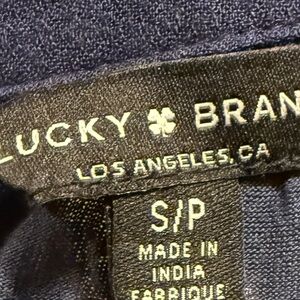 LUCKY BRAN
LOS ANGELES, CA
S/P
MADE IN
INDIA
FABRIQUE